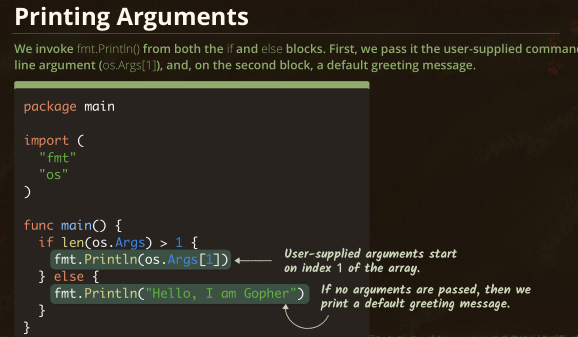 Printing Arguments
We invoke fmt.Println() from both the if and else blocks. First, we pass it the user-supplied comman
line argument (os.Args[1]), and, on the second block, a default greeting message.
package main
import (
"fmt"
"os"
)
func main() {
if len(os.Args) > 1 {
fmt.Println(os.Args[1])
} else {
fmt.Println("Hello, I am Gopher")
}
}
User-supplied arguments start
on index 1 of the array.
If no arguments are passed, then we
print a default greeting message.